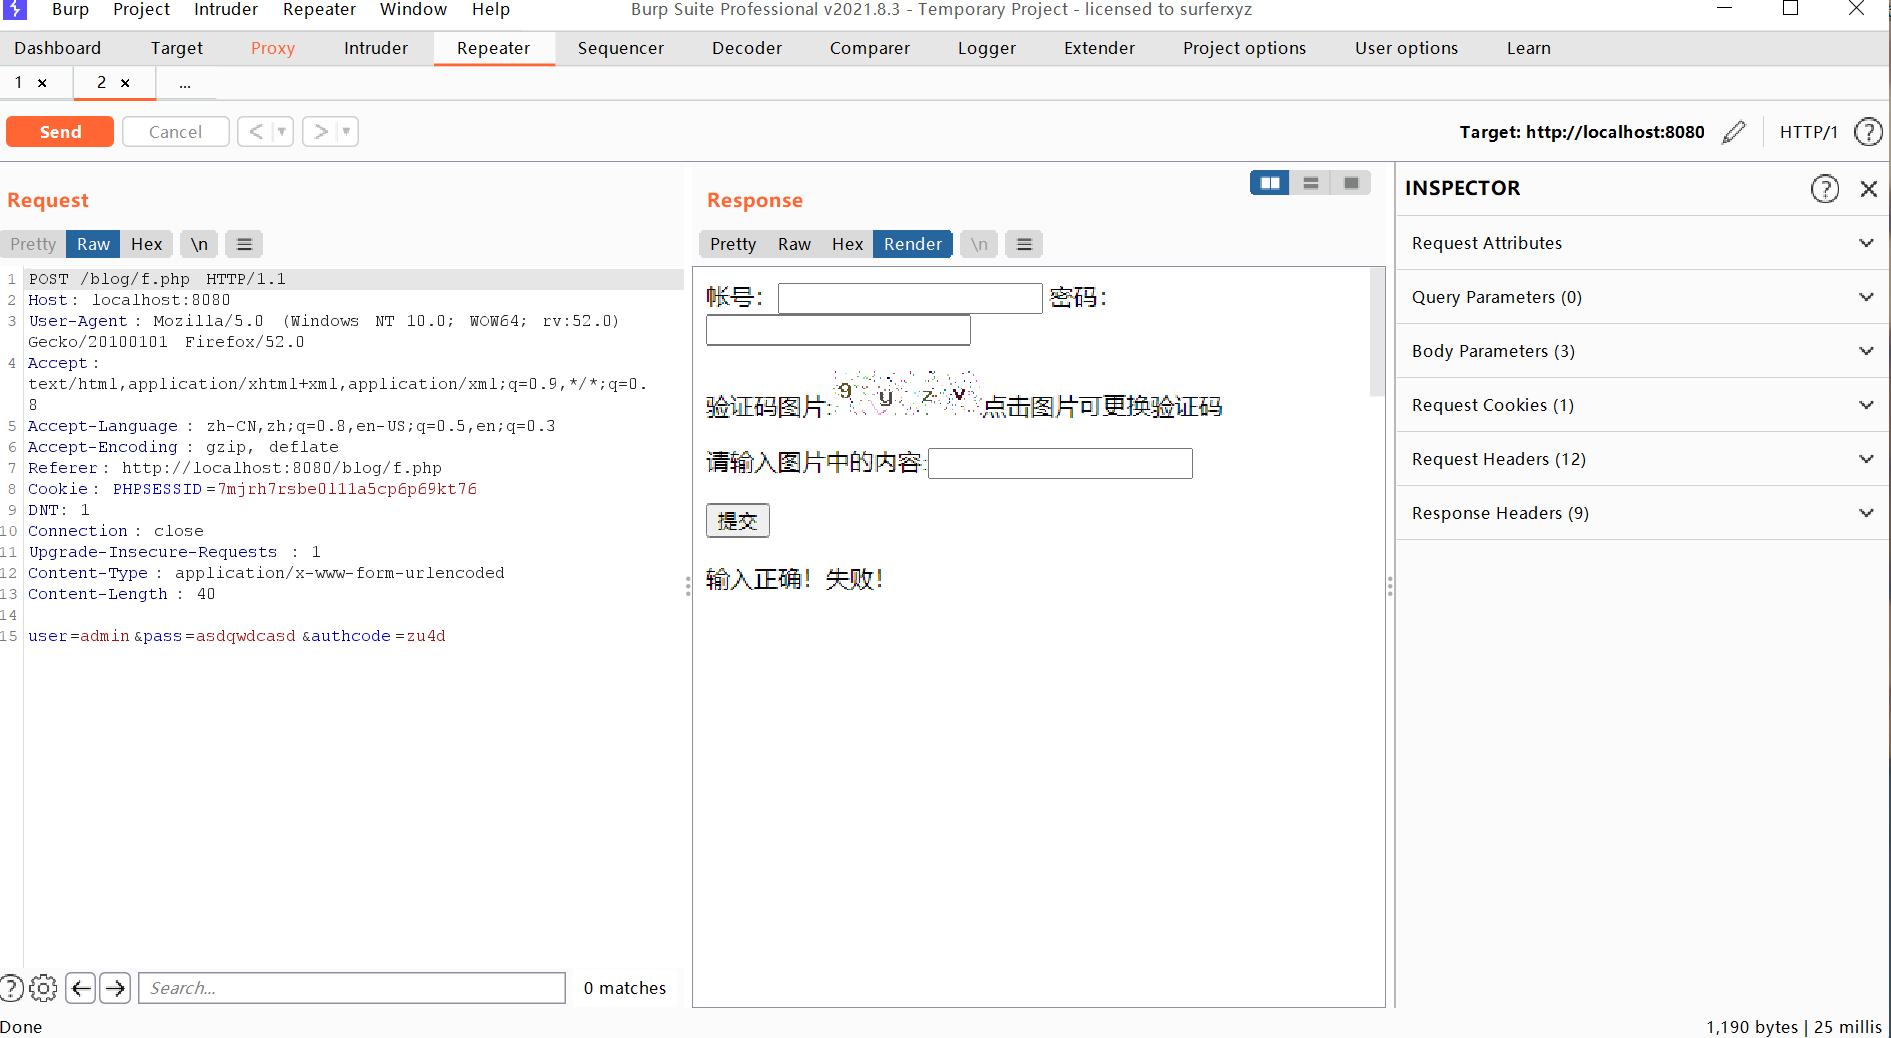 Burp Project Intruder Repeater Window Help Burp Suite Professional v2021.8.3 - Temporary Project - licensed to surferxyz
Dashboard Target Proxy Intruder Repeater Sequencer Decoder Comparer Logger Extender Project options User options Learn
1 × 2 × ...
Send Cancel < > Target: http://localhost:8080 HTTP/1 ?
Request
Pretty Raw Hex \n
1 POST /blog/f.php HTTP/1.1
2 Host: localhost:8080
3 User-Agent: Mozilla/5.0 (Windows NT 10.0; WOW64; rv:52.0)
Gecko/20100101 Firefox/52.0
4 Accept:
text/html,application/xhtml+xml,application/xml;q=0.9,*/*;q=0.
8
5 Accept-Language: zh-CN,zh;q=0.8,en-US;q=0.5,en;q=0.3
6 Accept-Encoding: gzip, deflate
7 Referer: http://localhost:8080/blog/f.php
8 Cookie: PHPSESSID=7mjrh7rsbe0l11a5cp6p69kt76
9 DNT: 1
10 Connection: close
11 Upgrade-Insecure-Requests: 1
12 Content-Type: application/x-www-form-urlencoded
13 Content-Length: 40
14
15 user=admin&pass=asdqwdcasd&authcode=zu4d
Response
Pretty Raw Hex Render \n
帐号： 密码：
验证码图片: 9 y z v 点击图片可更换验证码
请输入图片中的内容:
提交
输入正确！失败！
INSPECTOR ?
Request Attributes
Query Parameters (0)
Body Parameters (3)
Request Cookies (1)
Request Headers (12)
Response Headers (9)
? Search... 0 matches
Done 1,190 bytes | 25 millis